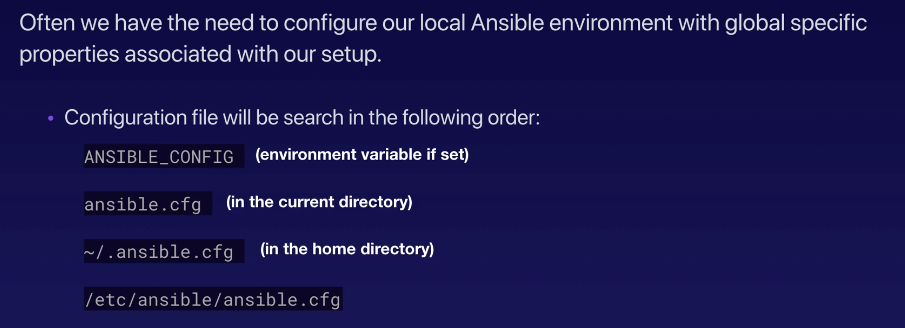 Often we have the need to configure our local Ansible environment with global specific
properties associated with our setup.
• Configuration file will be search in the following order:
ANSIBLE_CONFIG (environment variable if set)
ansible.cfg (in the current directory)
~/.ansible.cfg (in the home directory)
/etc/ansible/ansible.cfg